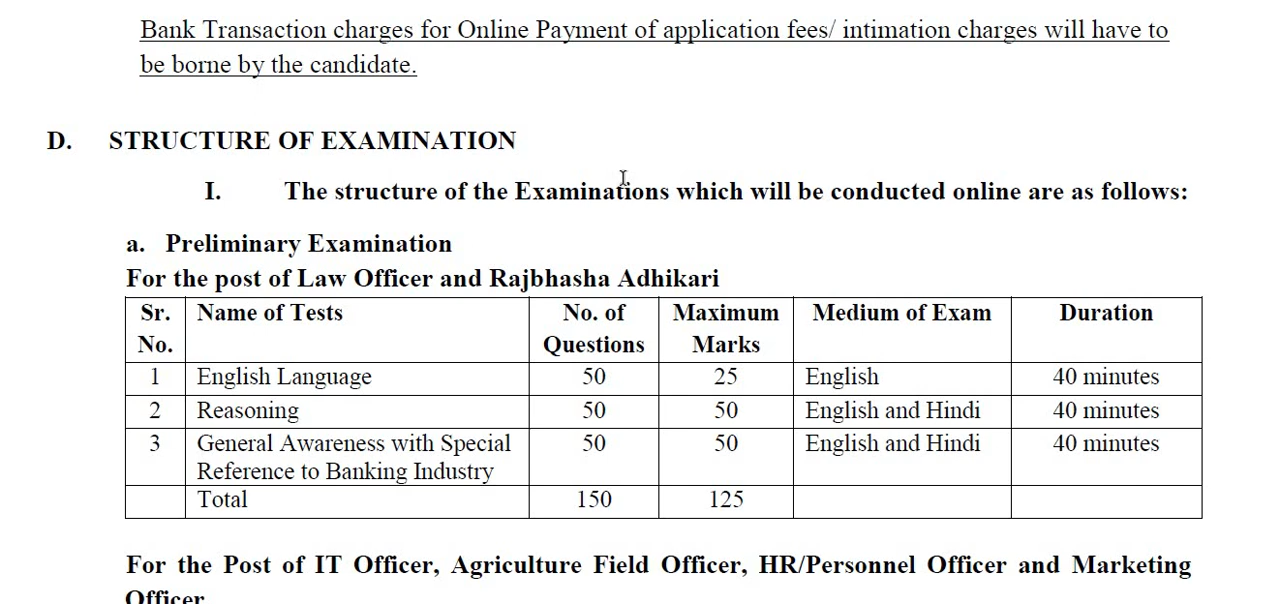 Bank Transaction charges for Online Payment of application fees/ intimation charges will have to
be borne by the candidate.
D. STRUCTURE OF EXAMINATION
I. The structure of the Examinations which will be conducted online are as follows:
a. Preliminary Examination
For the post of Law Officer and Rajbhasha Adhikari
Sr. Name of Tests No. of Maximum Medium of Exam Duration
No. Questions Marks
1 English Language 50 25 English 40 minutes
2 Reasoning 50 50 English and Hindi 40 minutes
3 General Awareness with Special 50 50 English and Hindi 40 minutes
Reference to Banking Industry
Total 150 125
For the Post of IT Officer, Agriculture Field Officer, HR/Personnel Officer and Marketing
Officer